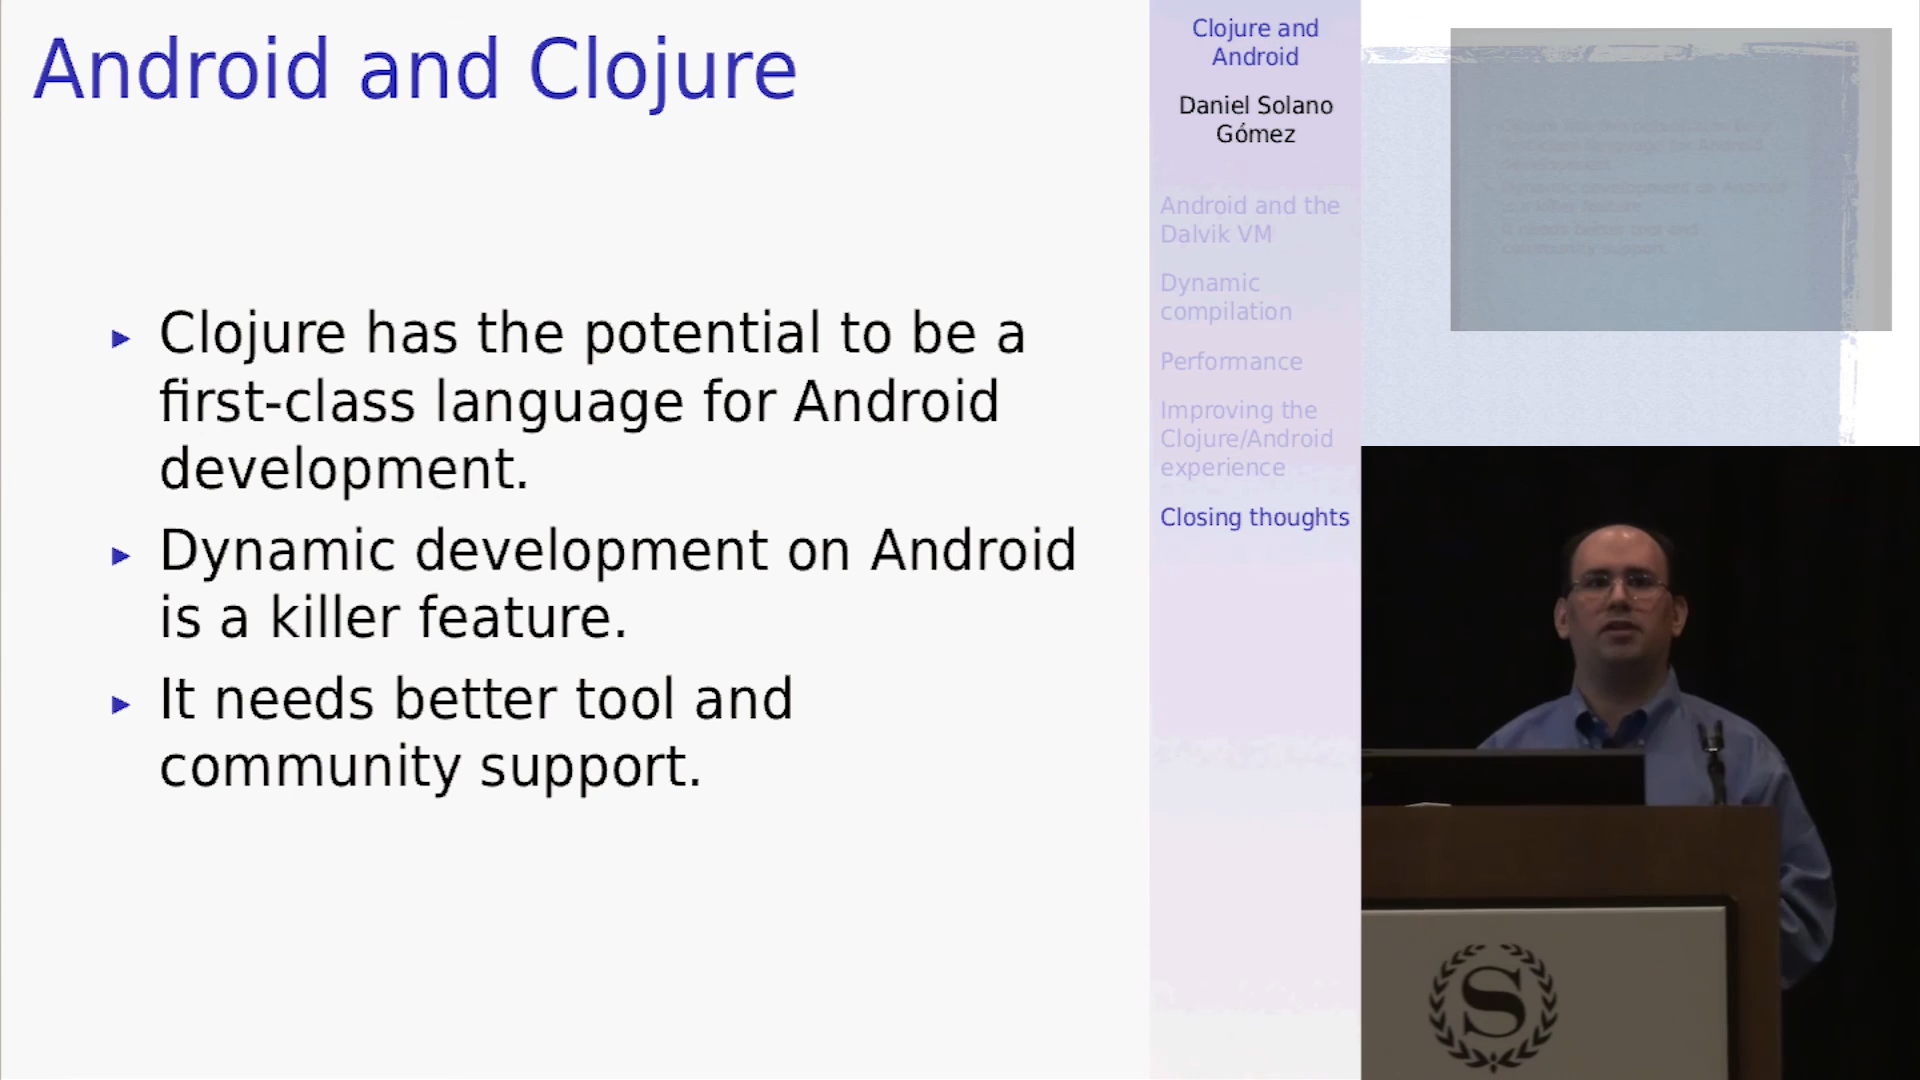 Android and Clojure
▸ Clojure has the potential to be a
first-class language for Android
development.
▸ Dynamic development on Android
is a killer feature.
▸ It needs better tool and
community support.
Clojure and
Android
Daniel Solano
Gómez
Android and the
Dalvik VM
Dynamic
compilation
Performance
Improving the
Clojure/Android
experience
Closing thoughts
S